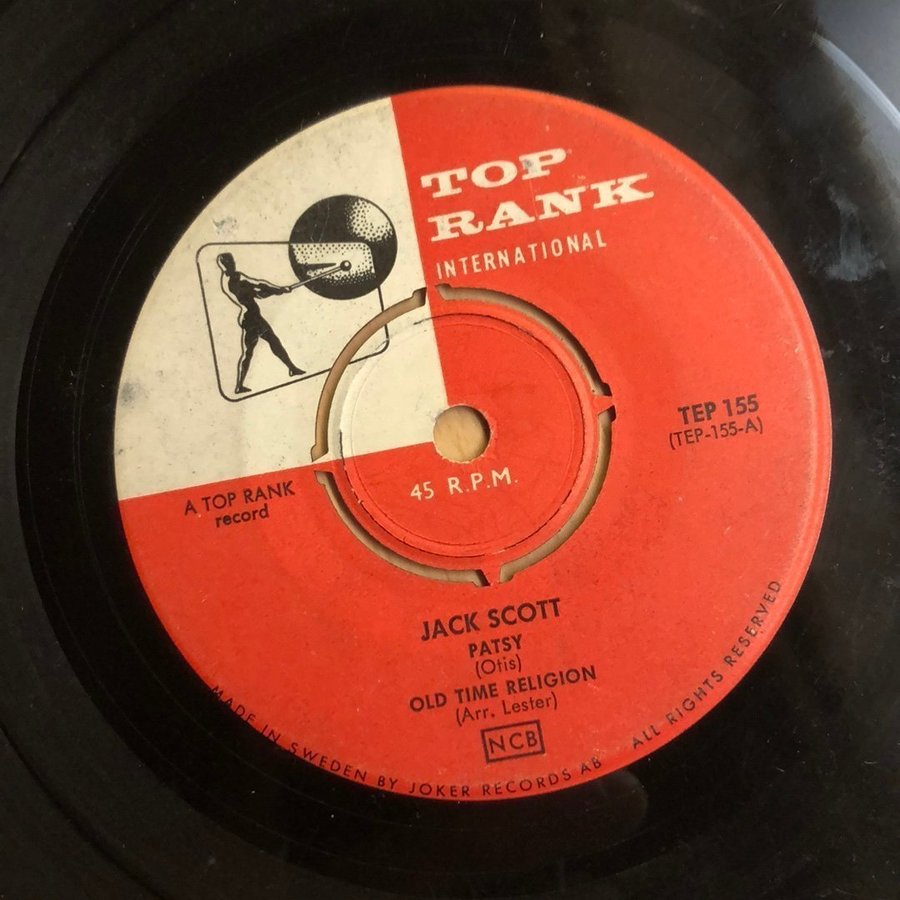 TOP
RANK
INTERNATIONAL
TEP 155
(TEP-155-A)
A TOP RANK
record
45 R.P.M.
JACK SCOTT
PATSY
(Otis)
OLD TIME RELIGION
(Arr. Lester)
NCB
MADE IN SWEDEN BY JOKER RECORDS AB ALL RIGHTS RESERVED